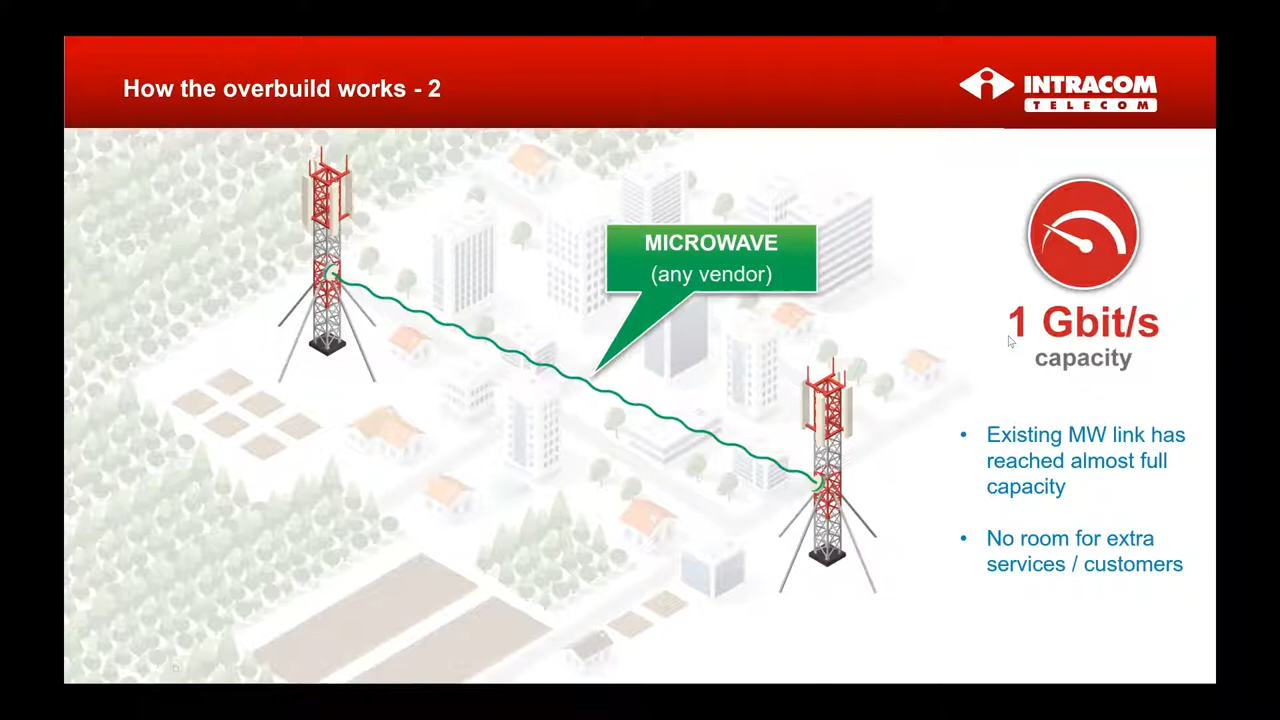 How the overbuild works - 2
INTRACOM
TELECOM
MICROWAVE
(any vendor)
1 Gbit/s
capacity
• Existing MW link has
reached almost full
capacity
• No room for extra
services / customers